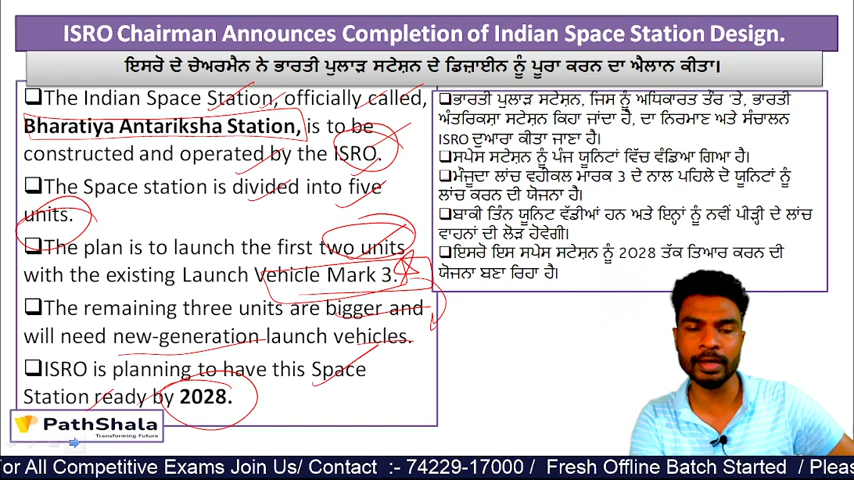 ISRO Chairman Announces Completion of Indian Space Station Design.
ਇਸਰੋ ਦੇ ਚੇਅਰਮੈਨ ਨੇ ਭਾਰਤੀ ਪੁਲਾੜ ਸਟੇਸ਼ਨ ਦੇ ਡਿਜ਼ਾਈਨ ਨੂੰ ਪੂਰਾ ਕਰਨ ਦਾ ਐਲਾਨ ਕੀਤਾ।
❑The Indian Space Station, officially called,
Bharatiya Antariksha Station, is to be
constructed and operated by the ISRO.
❑The Space station is divided into five
units.
❑The plan is to launch the first two units
with the existing Launch Vehicle Mark 3.
❑The remaining three units are bigger and
will need new-generation launch vehicles.
❑ISRO is planning to have this Space
Station ready by 2028.
❑ਭਾਰਤੀ ਪੁਲਾੜ ਸਟੇਸ਼ਨ, ਜਿਸ ਨੂੰ ਅਧਿਕਾਰਤ ਤੌਰ 'ਤੇ, ਭਾਰਤੀ
ਅੰਤਰਿਕਸ਼ਾ ਸਟੇਸ਼ਨ ਕਿਹਾ ਜਾਂਦਾ ਹੈ, ਦਾ ਨਿਰਮਾਣ ਅਤੇ ਸੰਚਾਲਨ
ISRO ਦੁਆਰਾ ਕੀਤਾ ਜਾਣਾ ਹੈ।
❑ਸਪੇਸ ਸਟੇਸ਼ਨ ਨੂੰ ਪੰਜ ਯੂਨਿਟਾਂ ਵਿੱਚ ਵੰਡਿਆ ਗਿਆ ਹੈ।
❑ਮੌਜੂਦਾ ਲਾਂਚ ਵਹੀਕਲ ਮਾਰਕ 3 ਦੇ ਨਾਲ ਪਹਿਲੇ ਦੋ ਯੂਨਿਟਾਂ ਨੂੰ
ਲਾਂਚ ਕਰਨ ਦੀ ਯੋਜਨਾ ਹੈ।
❑ਬਾਕੀ ਤਿੰਨ ਯੂਨਿਟ ਵੱਡੀਆਂ ਹਨ ਅਤੇ ਇਨ੍ਹਾਂ ਨੂੰ ਨਵੀਂ ਪੀੜ੍ਹੀ ਦੇ ਲਾਂਚ
ਵਾਹਨਾਂ ਦੀ ਲੋੜ ਹੋਵੇਗੀ।
❑ਇਸਰੋ ਇਸ ਸਪੇਸ ਸਟੇਸ਼ਨ ਨੂੰ 2028 ਤੱਕ ਤਿਆਰ ਕਰਨ ਦੀ
ਯੋਜਨਾ ਬਣਾ ਰਿਹਾ ਹੈ।
PathShala
Transforming Future
For All Competitive Exams Join Us/ Contact :- 74229-17000 / Fresh Offline Batch Started / Pleas